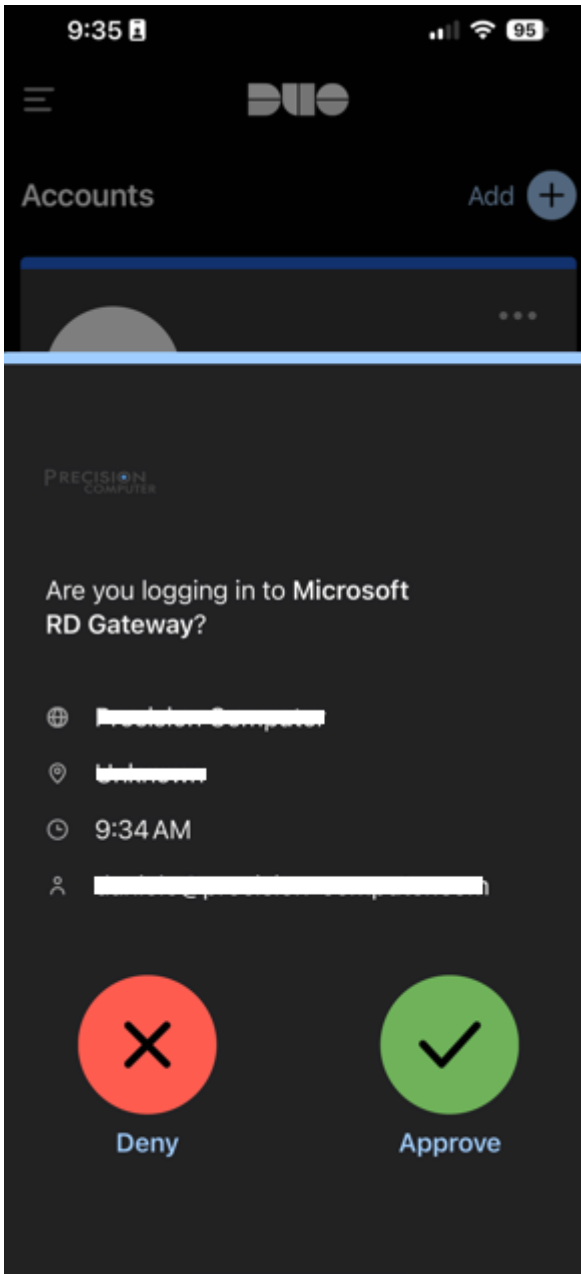 9:35
95
DUO
Accounts
Add
PRECISION
COMPUTER
Are you logging in to Microsoft
RD Gateway?
9:34 AM
Deny
Approve